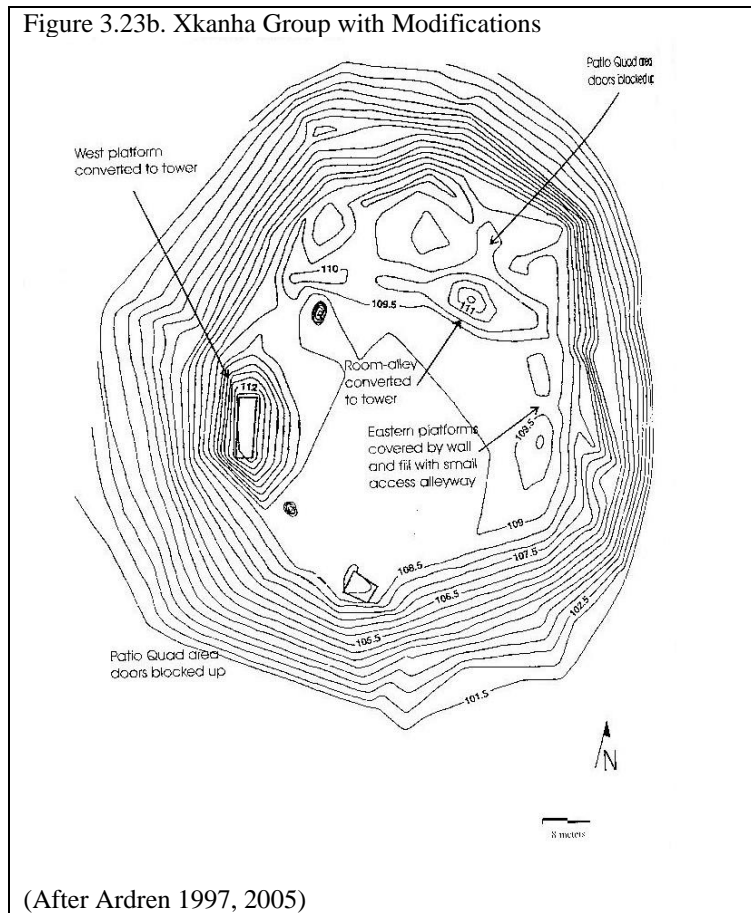 Figure 3.23b. Xkanha Group with Modifications
Patio Quad area
doors blocked up
West platform
converted to tower
110
109.5
111
Room-alley
converted
to tower
112
Eastern platforms
covered by wall
and fill with small
access alleyway
109.5
109
108.5
107.5
106.5
105.5
102.5
101.5
Patio Quad area
doors blocked up
N
8 meters
(After Ardren 1997, 2005)